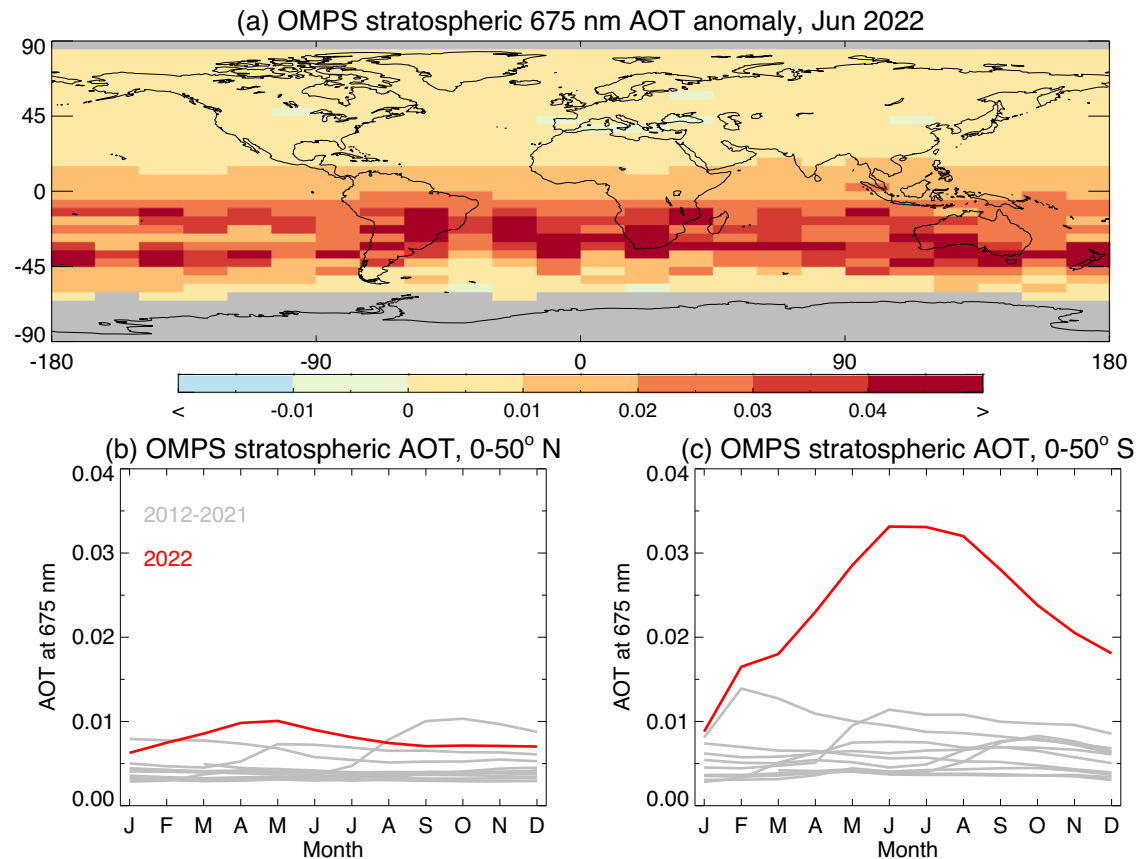 (a) OMPS stratospheric 675 nm AOT anomaly, Jun 2022
90
45
0
-45
-90
-180 -90 0 90 180
< -0.01 0 0.01 0.02 0.03 0.04 >
(b) OMPS stratospheric AOT, 0-50° N
0.04
0.03
0.02
0.01
0.00
AOT at 675 nm
2012-2021
2022
J F M A M J J A S O N D
Month
(c) OMPS stratospheric AOT, 0-50° S
0.04
0.03
0.02
0.01
0.00
AOT at 675 nm
J F M A M J J A S O N D
Month